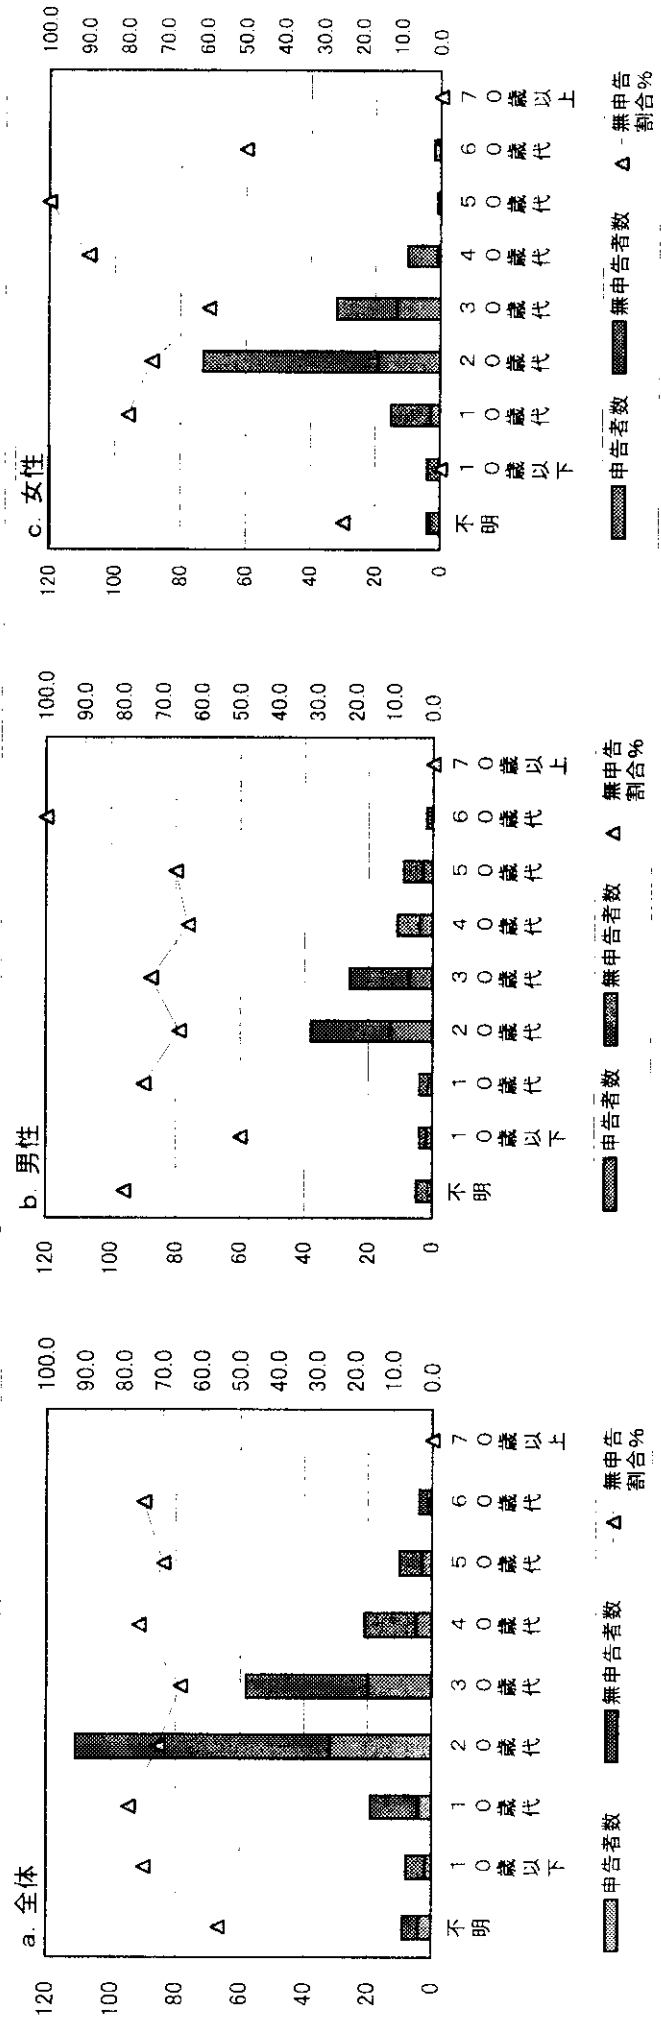 a. 全体
120
100
80
60
40
20
0
100.0
90.0
80.0
70.0
60.0
50.0
40.0
30.0
20.0
10.0
0.0
不明
10歳以下
10歳代
20歳代
30歳代
40歳代
50歳代
60歳代
70歳以上
申告者数
無申告者数
無申告
割合%
b. 男性
120
100
80
60
40
20
0
100.0
90.0
80.0
70.0
60.0
50.0
40.0
30.0
20.0
10.0
0.0
不明
10歳以下
10歳代
20歳代
30歳代
40歳代
50歳代
60歳代
70歳以上
申告者数
無申告者数
無申告
割合%
c. 女性
120
100
80
60
40
20
0
100.0
90.0
80.0
70.0
60.0
50.0
40.0
30.0
20.0
10.0
0.0
不明
10歳以下
10歳代
20歳代
30歳代
40歳代
50歳代
60歳代
70歳以上
申告者数
無申告者数
無申告
割合%